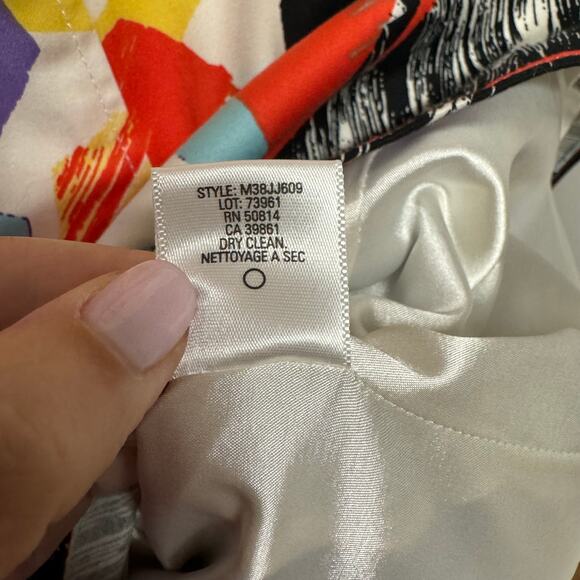 STYLE: M38JJ609
LOT: 73961
RN 50814
CA 39861
DRY CLEAN.
NETTOYAGE A SEC